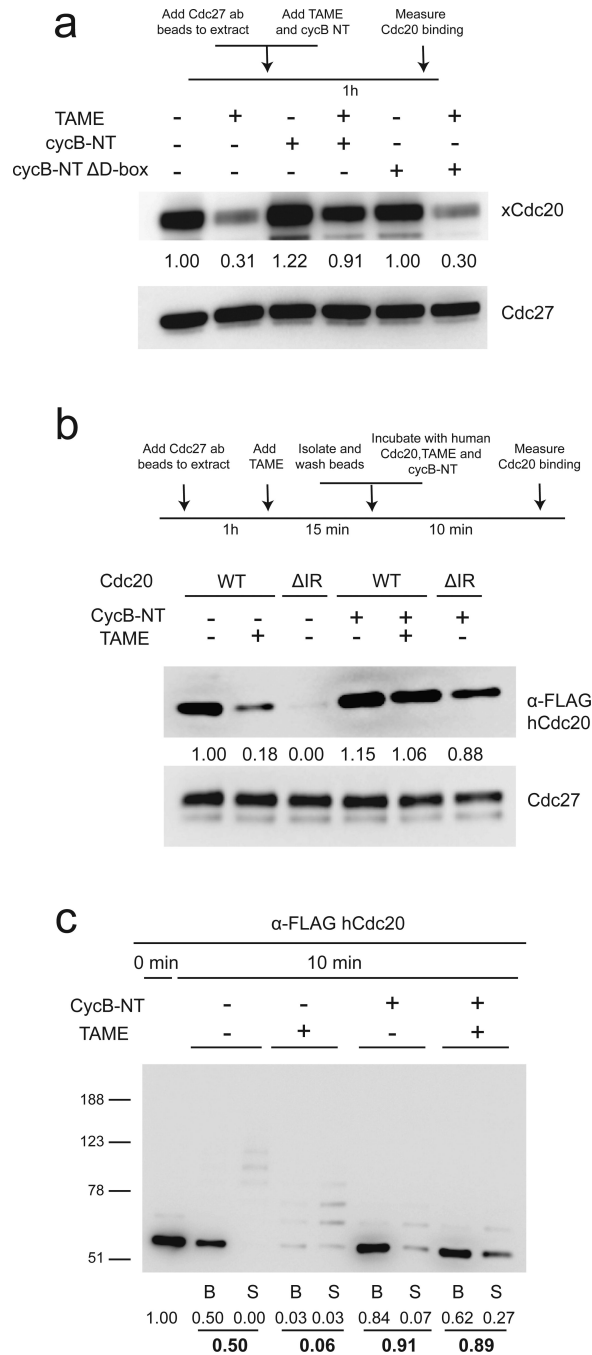 a
Add Cdc27 ab
beads to extract
Add TAME
and cycB NT
Measure
Cdc20 binding
1h
TAME - + - + - +
cycB-NT - - + + - -
cycB-NT ΔD-box - - - - + +
xCdc20
1.00 0.31 1.22 0.91 1.00 0.30
Cdc27
b
Add Cdc27 ab
beads to extract
Add
TAME
Isolate and
wash beads
Incubate with human
Cdc20,TAME and
cycB-NT
Measure
Cdc20 binding
1h 15 min 10 min
Cdc20 WT ΔIR WT ΔIR
CycB-NT - - - + + +
TAME - + - - + -
α-FLAG
hCdc20
1.00 0.18 0.00 1.15 1.06 0.88
Cdc27
c
α-FLAG hCdc20
0 min 10 min
CycB-NT - - + +
TAME - + - +
188
123
78
51
B S B S B S B S
1.00 0.50 0.00 0.03 0.03 0.84 0.07 0.62 0.27
0.50 0.06 0.91 0.89